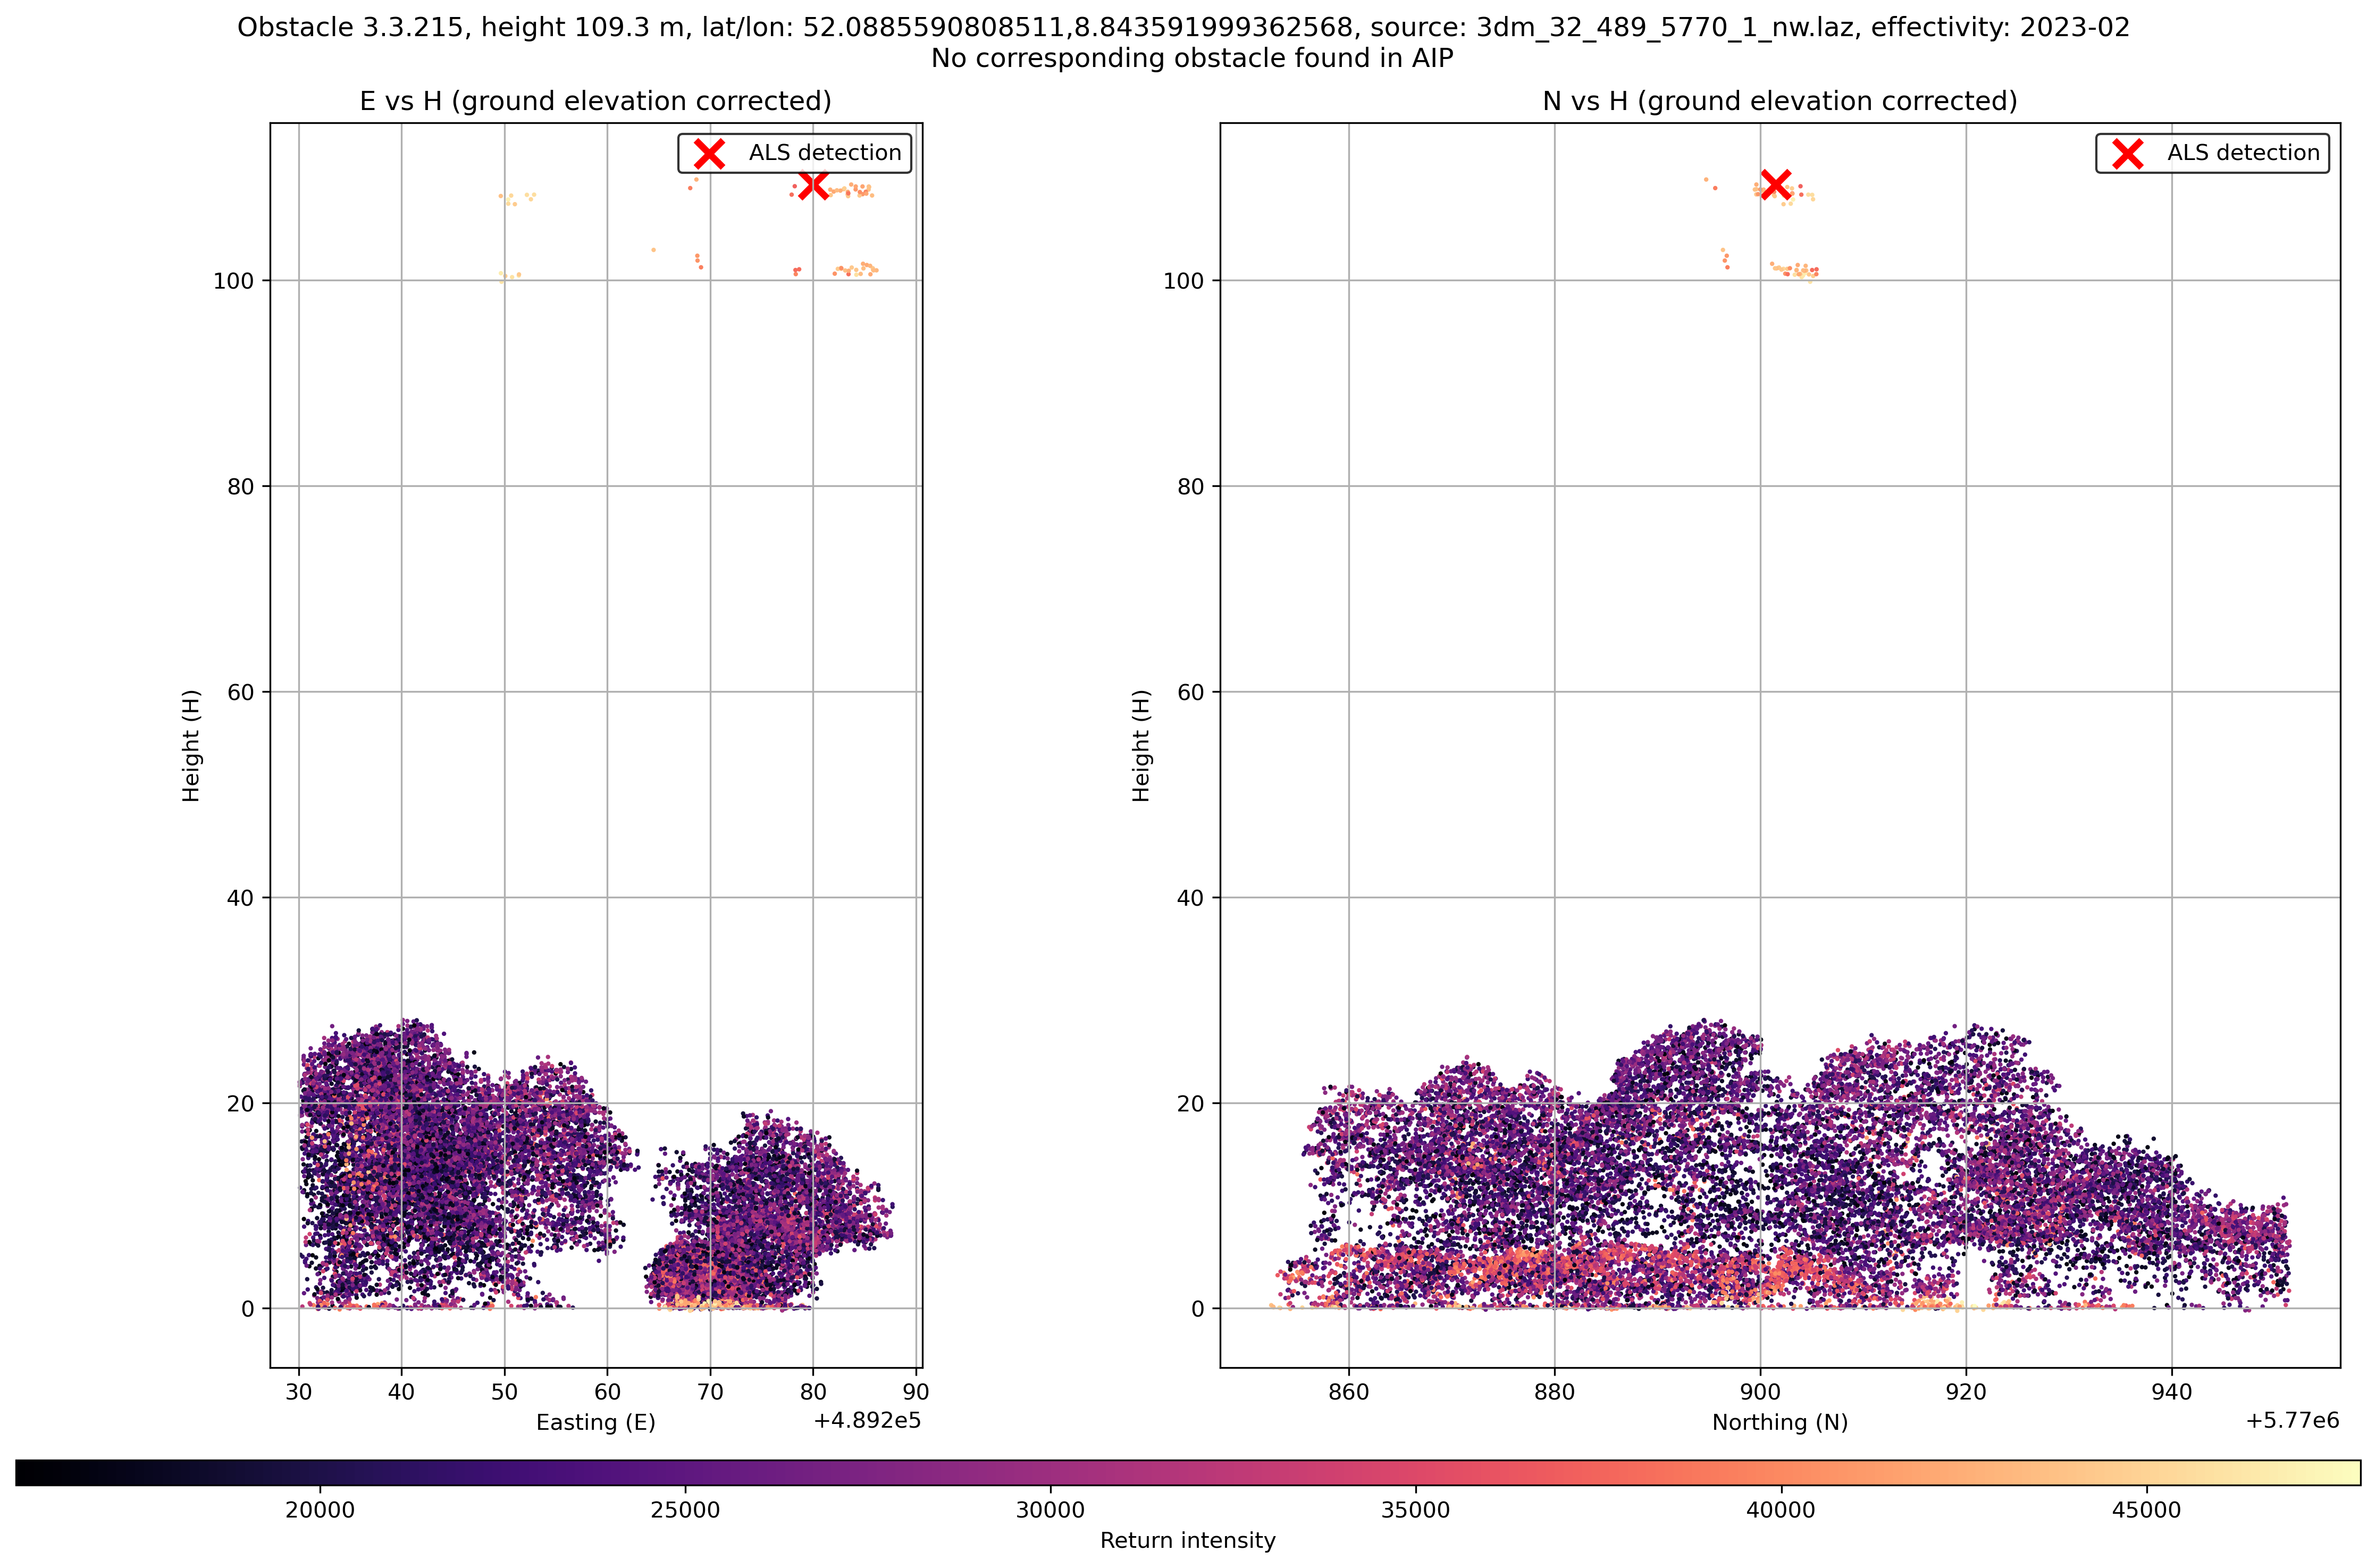 Obstacle 3.3.215, height 109.3 m, lat/lon: 52.0885590808511,8.843591999362568, source: 3dm_32_489_5770_1_nw.laz, effectivity: 2023-02
No corresponding obstacle found in AIP
E vs H (ground elevation corrected)
ALS detection
100
80
60
40
20
0
Height (H)
30 40 50 60 70 80 90
Easting (E)
+4.892e5
N vs H (ground elevation corrected)
ALS detection
100
80
60
40
20
0
Height (H)
860 880 900 920 940
Northing (N)
+5.77e6
20000 25000 30000 35000 40000 45000
Return intensity